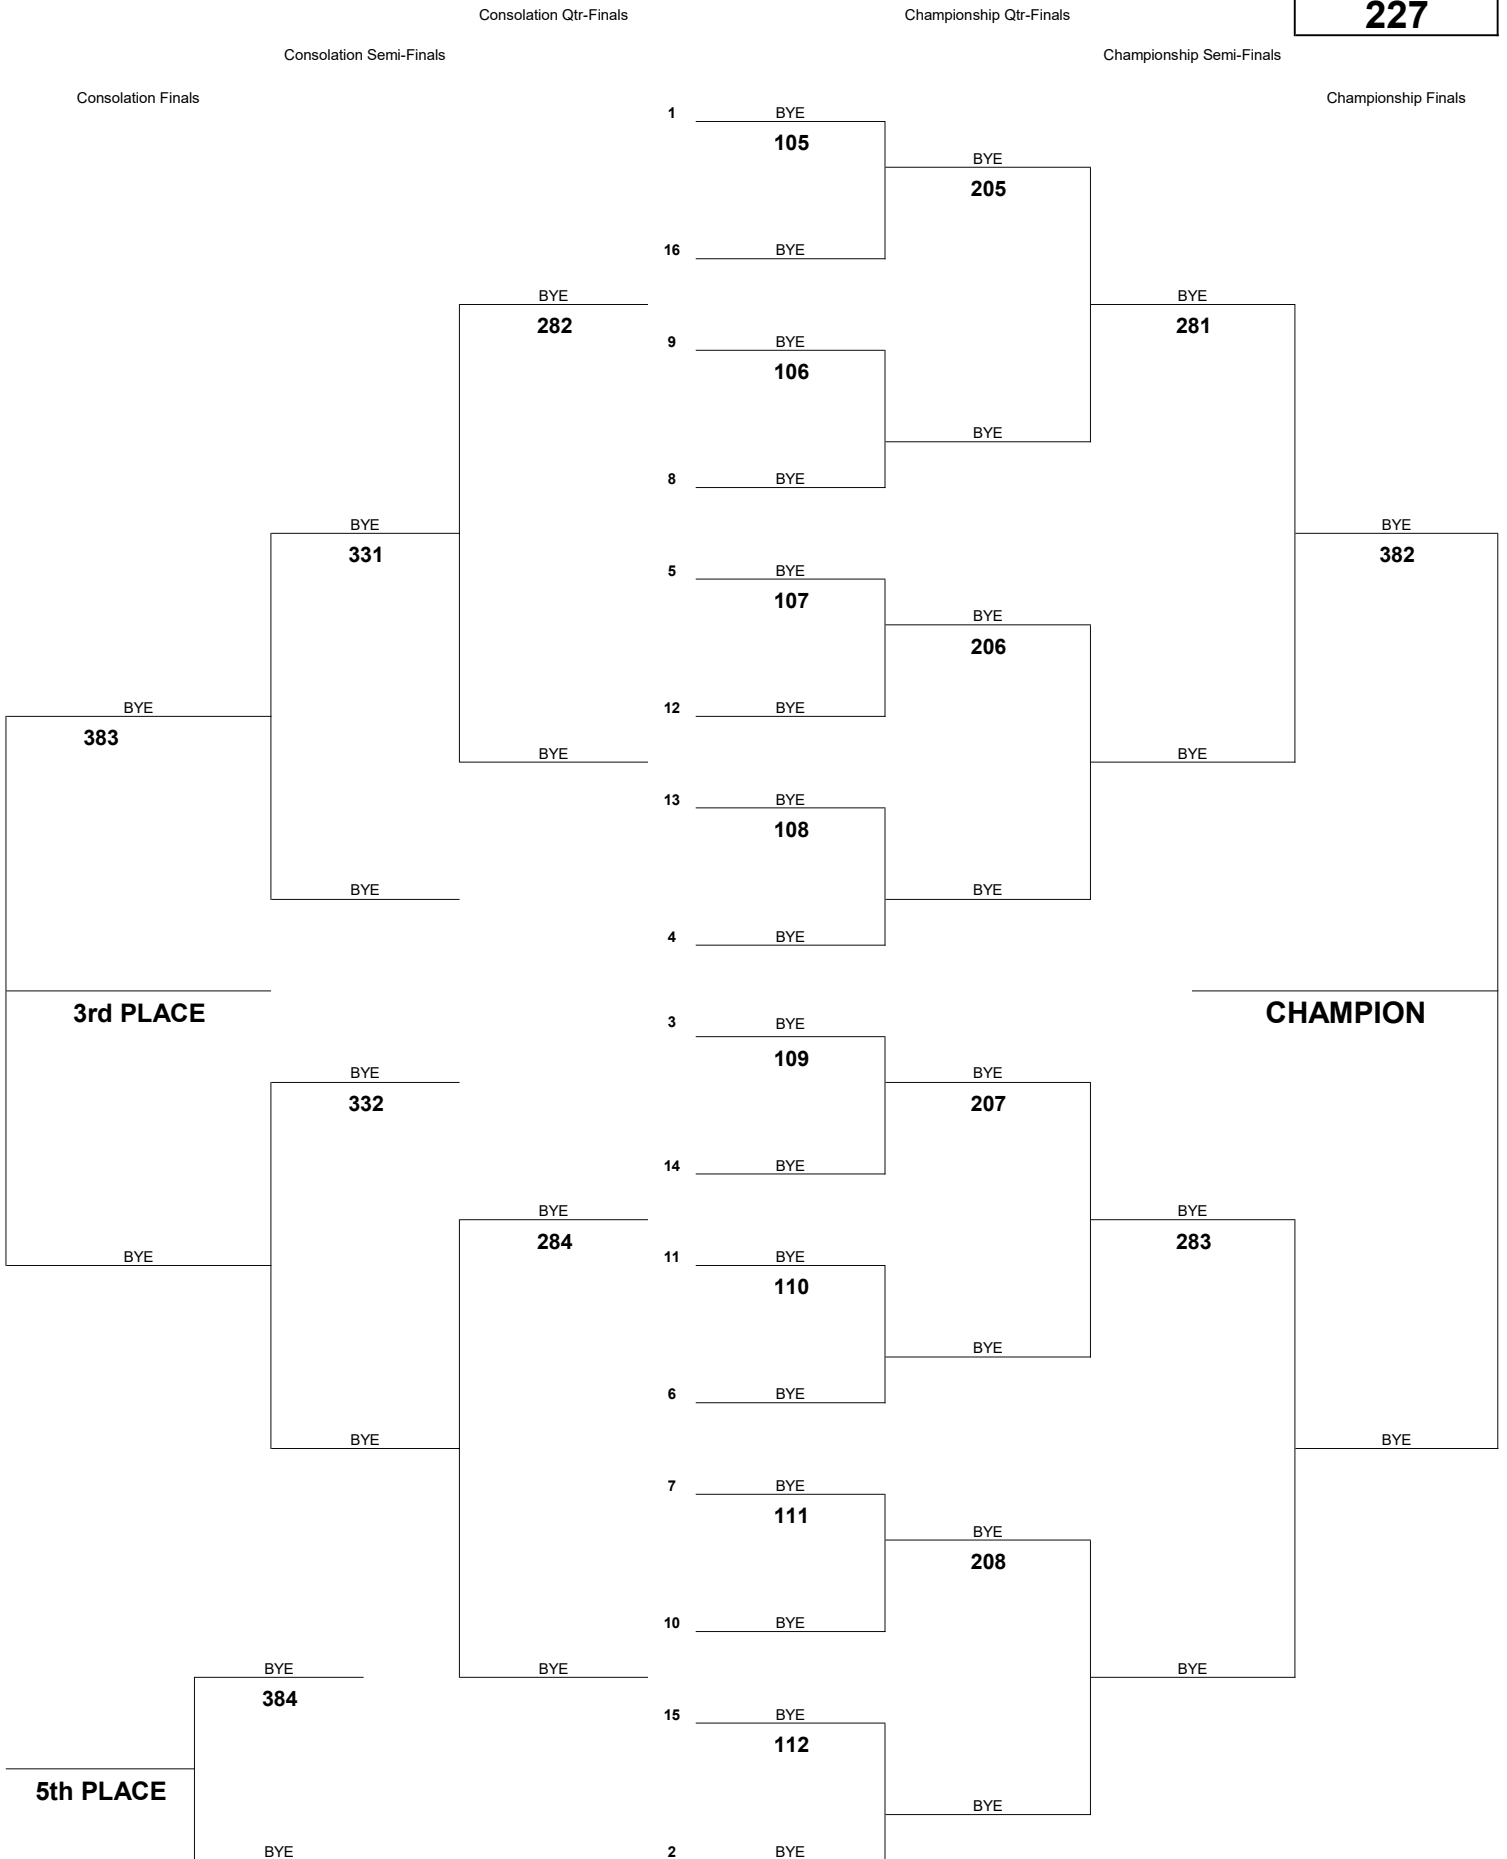 Consolation Qtr-Finals Championship Qtr-Finals 227
Consolation Semi-Finals Championship Semi-Finals
Consolation Finals Championship Finals
1 BYE
105
BYE
205
16 BYE
BYE BYE
282 281
9 BYE
106
BYE
8 BYE
BYE BYE
331 382
5 BYE
107
BYE
206
12 BYE
BYE
383
BYE BYE
13 BYE
108
BYE BYE
4 BYE
3rd PLACE CHAMPION
3 BYE
109
BYE BYE
332 207
14 BYE
BYE BYE
284 283
BYE 11 BYE
110
BYE
6 BYE
BYE BYE
7 BYE
111
BYE
208
10 BYE
BYE BYE BYE
384
15 BYE
112
5th PLACE
BYE
BYE 2 BYE